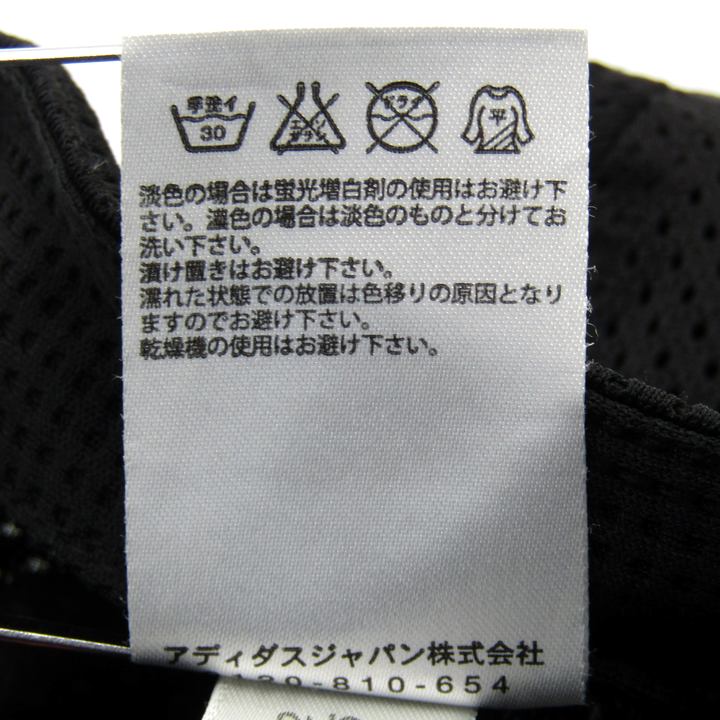 手洗イ 30 エンソサラシ ドライ 平
淡色の場合は蛍光増白剤の使用はお避け下
さい。濃色の場合は淡色のものと分けてお
洗い下さい。
漬け置きはお避け下さい。
濡れた状態での放置は色移りの原因となり
ますのでお避け下さい。
乾燥機の使用はお避け下さい。
アディダスジャパン株式会社
139-810-654